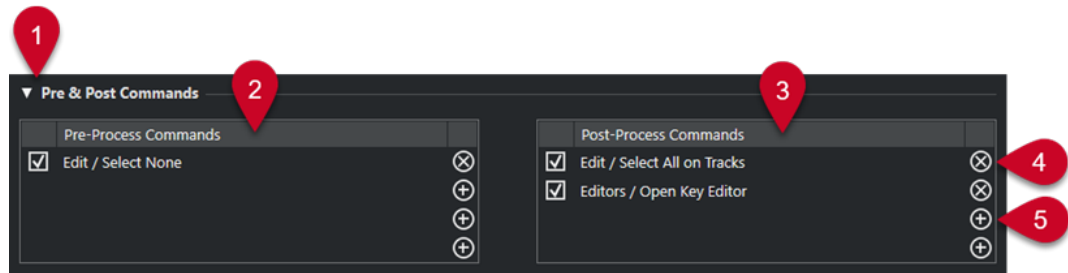 1
2
3
▼ Pre & Post Commands
Pre-Process Commands
Edit / Select None
Post-Process Commands
Edit / Select All on Tracks
4
Editors / Open Key Editor
5